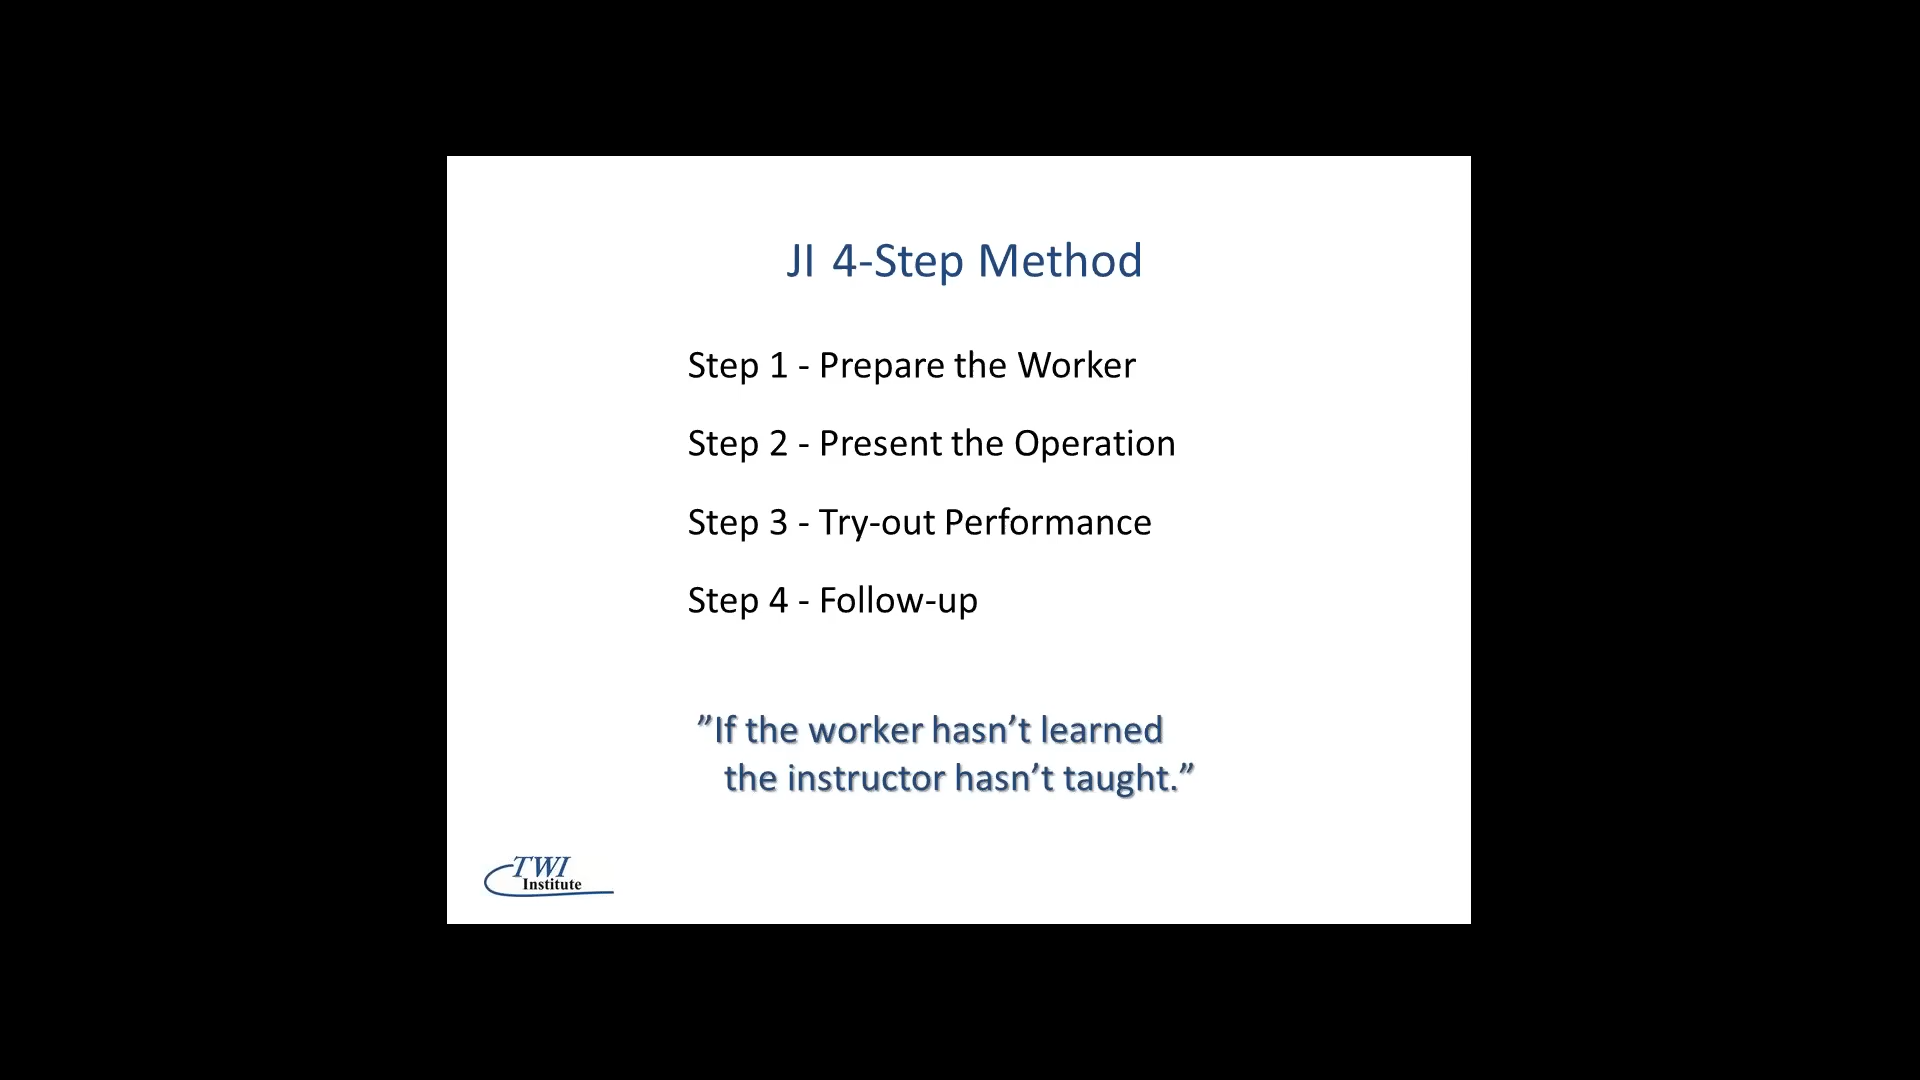 JI 4-Step Method
Step 1 - Prepare the Worker
Step 2 - Present the Operation
Step 3 - Try-out Performance
Step 4 - Follow-up
”If the worker hasn’t learned
the instructor hasn’t taught.”
TWI
Institute